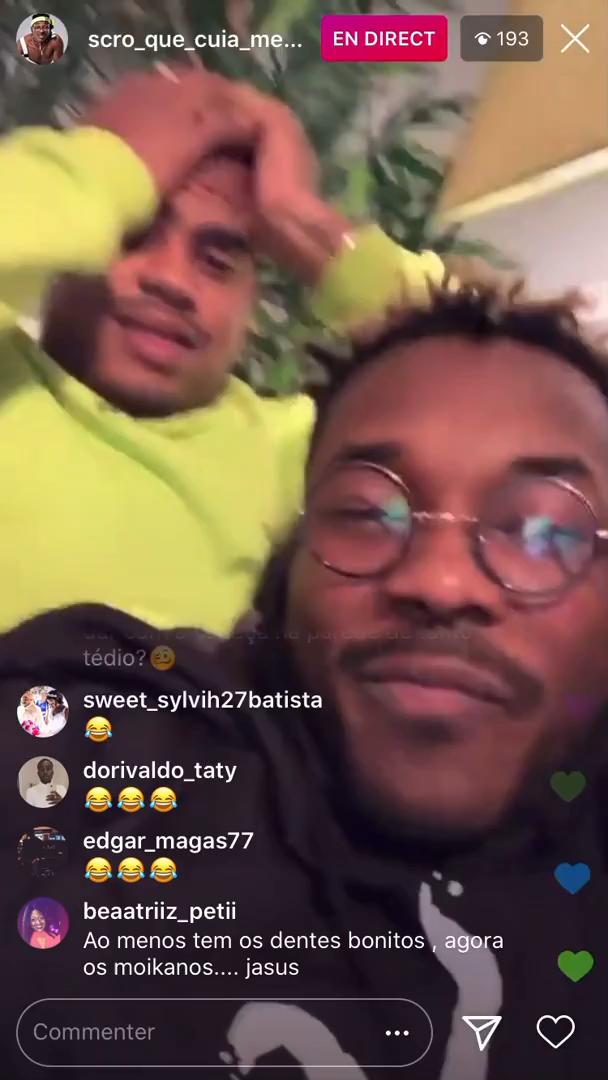 scro_que_cuia_me...
EN DIRECT
193
tédio?🥴
sweet_sylvih27batista
😂
dorivaldo_taty
😂😂😂
edgar_magas77
😂😂😂
beaatriiz_petii
Ao menos tem os dentes bonitos , agora
os moikanos.... jasus
Commenter